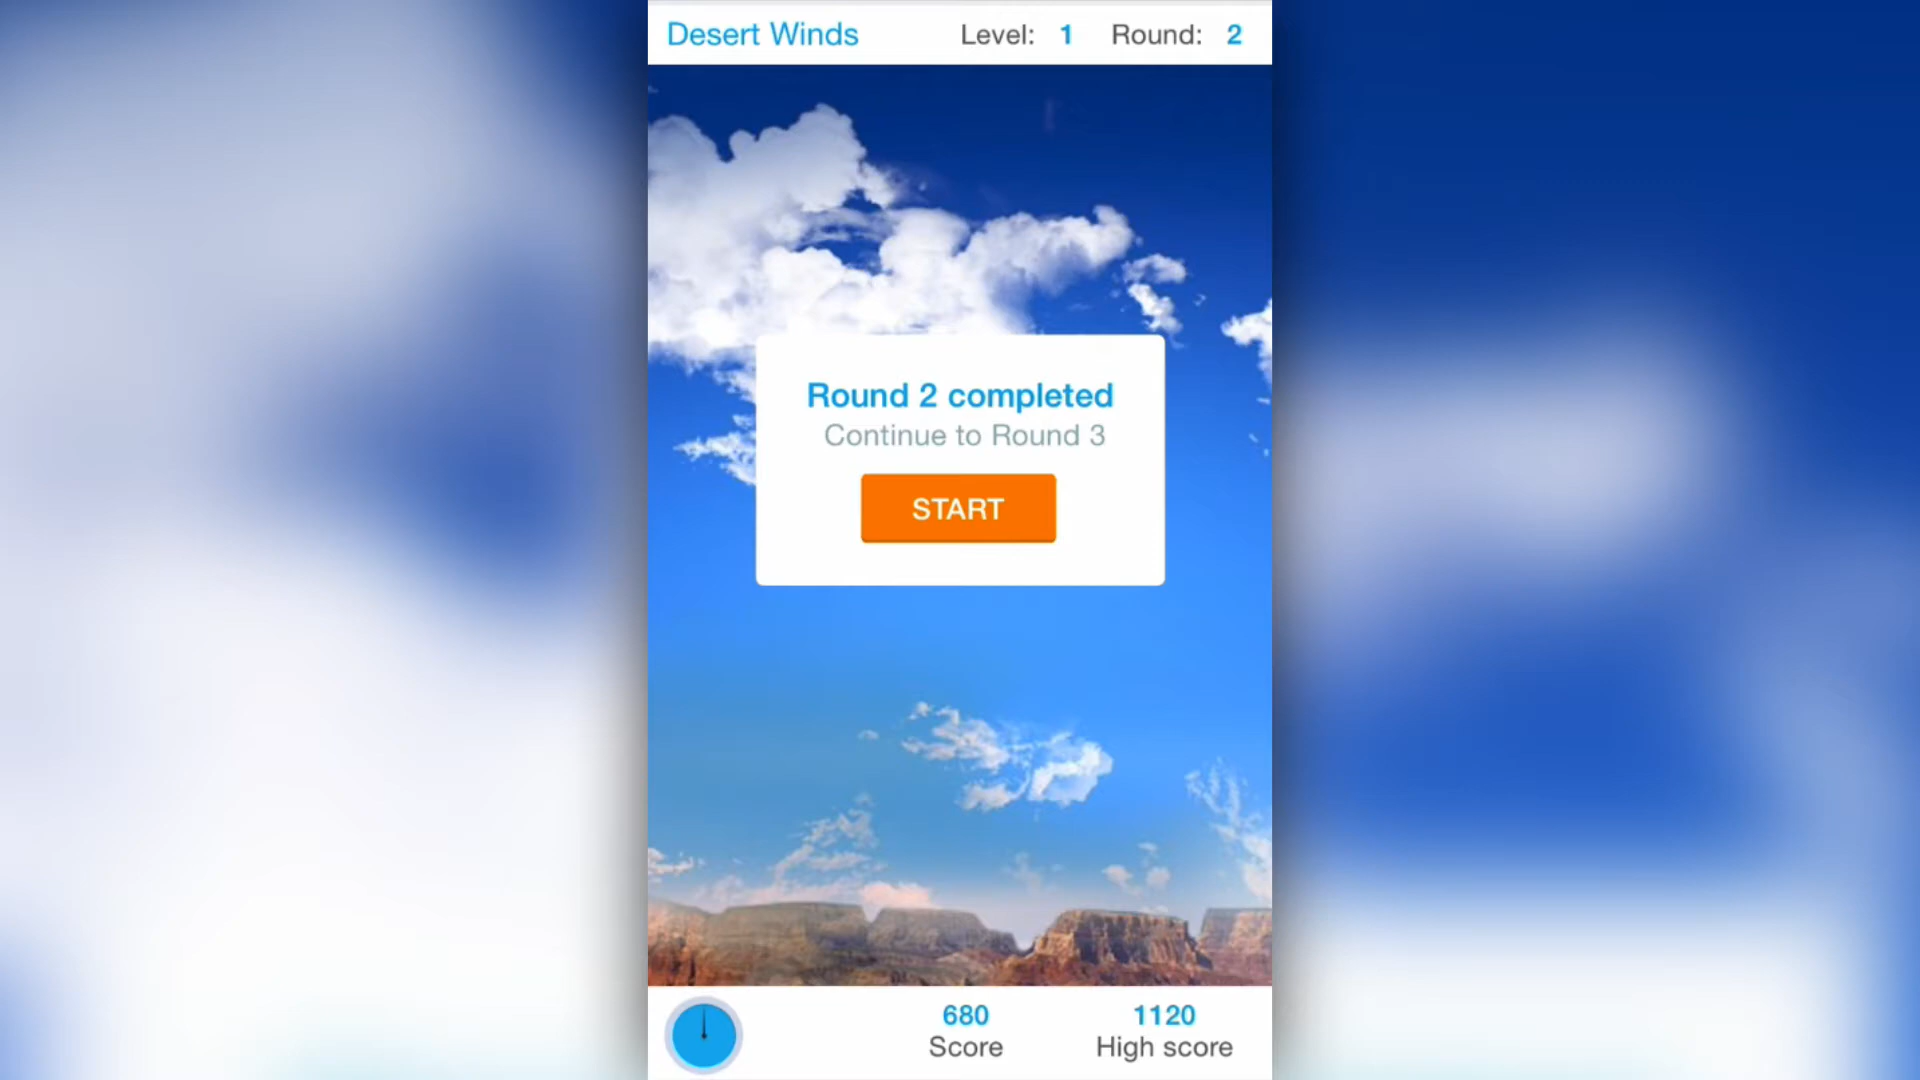 Desert Winds Level: 1 Round: 2
Round 2 completed
Continue to Round 3
START
680 1120
Score High score